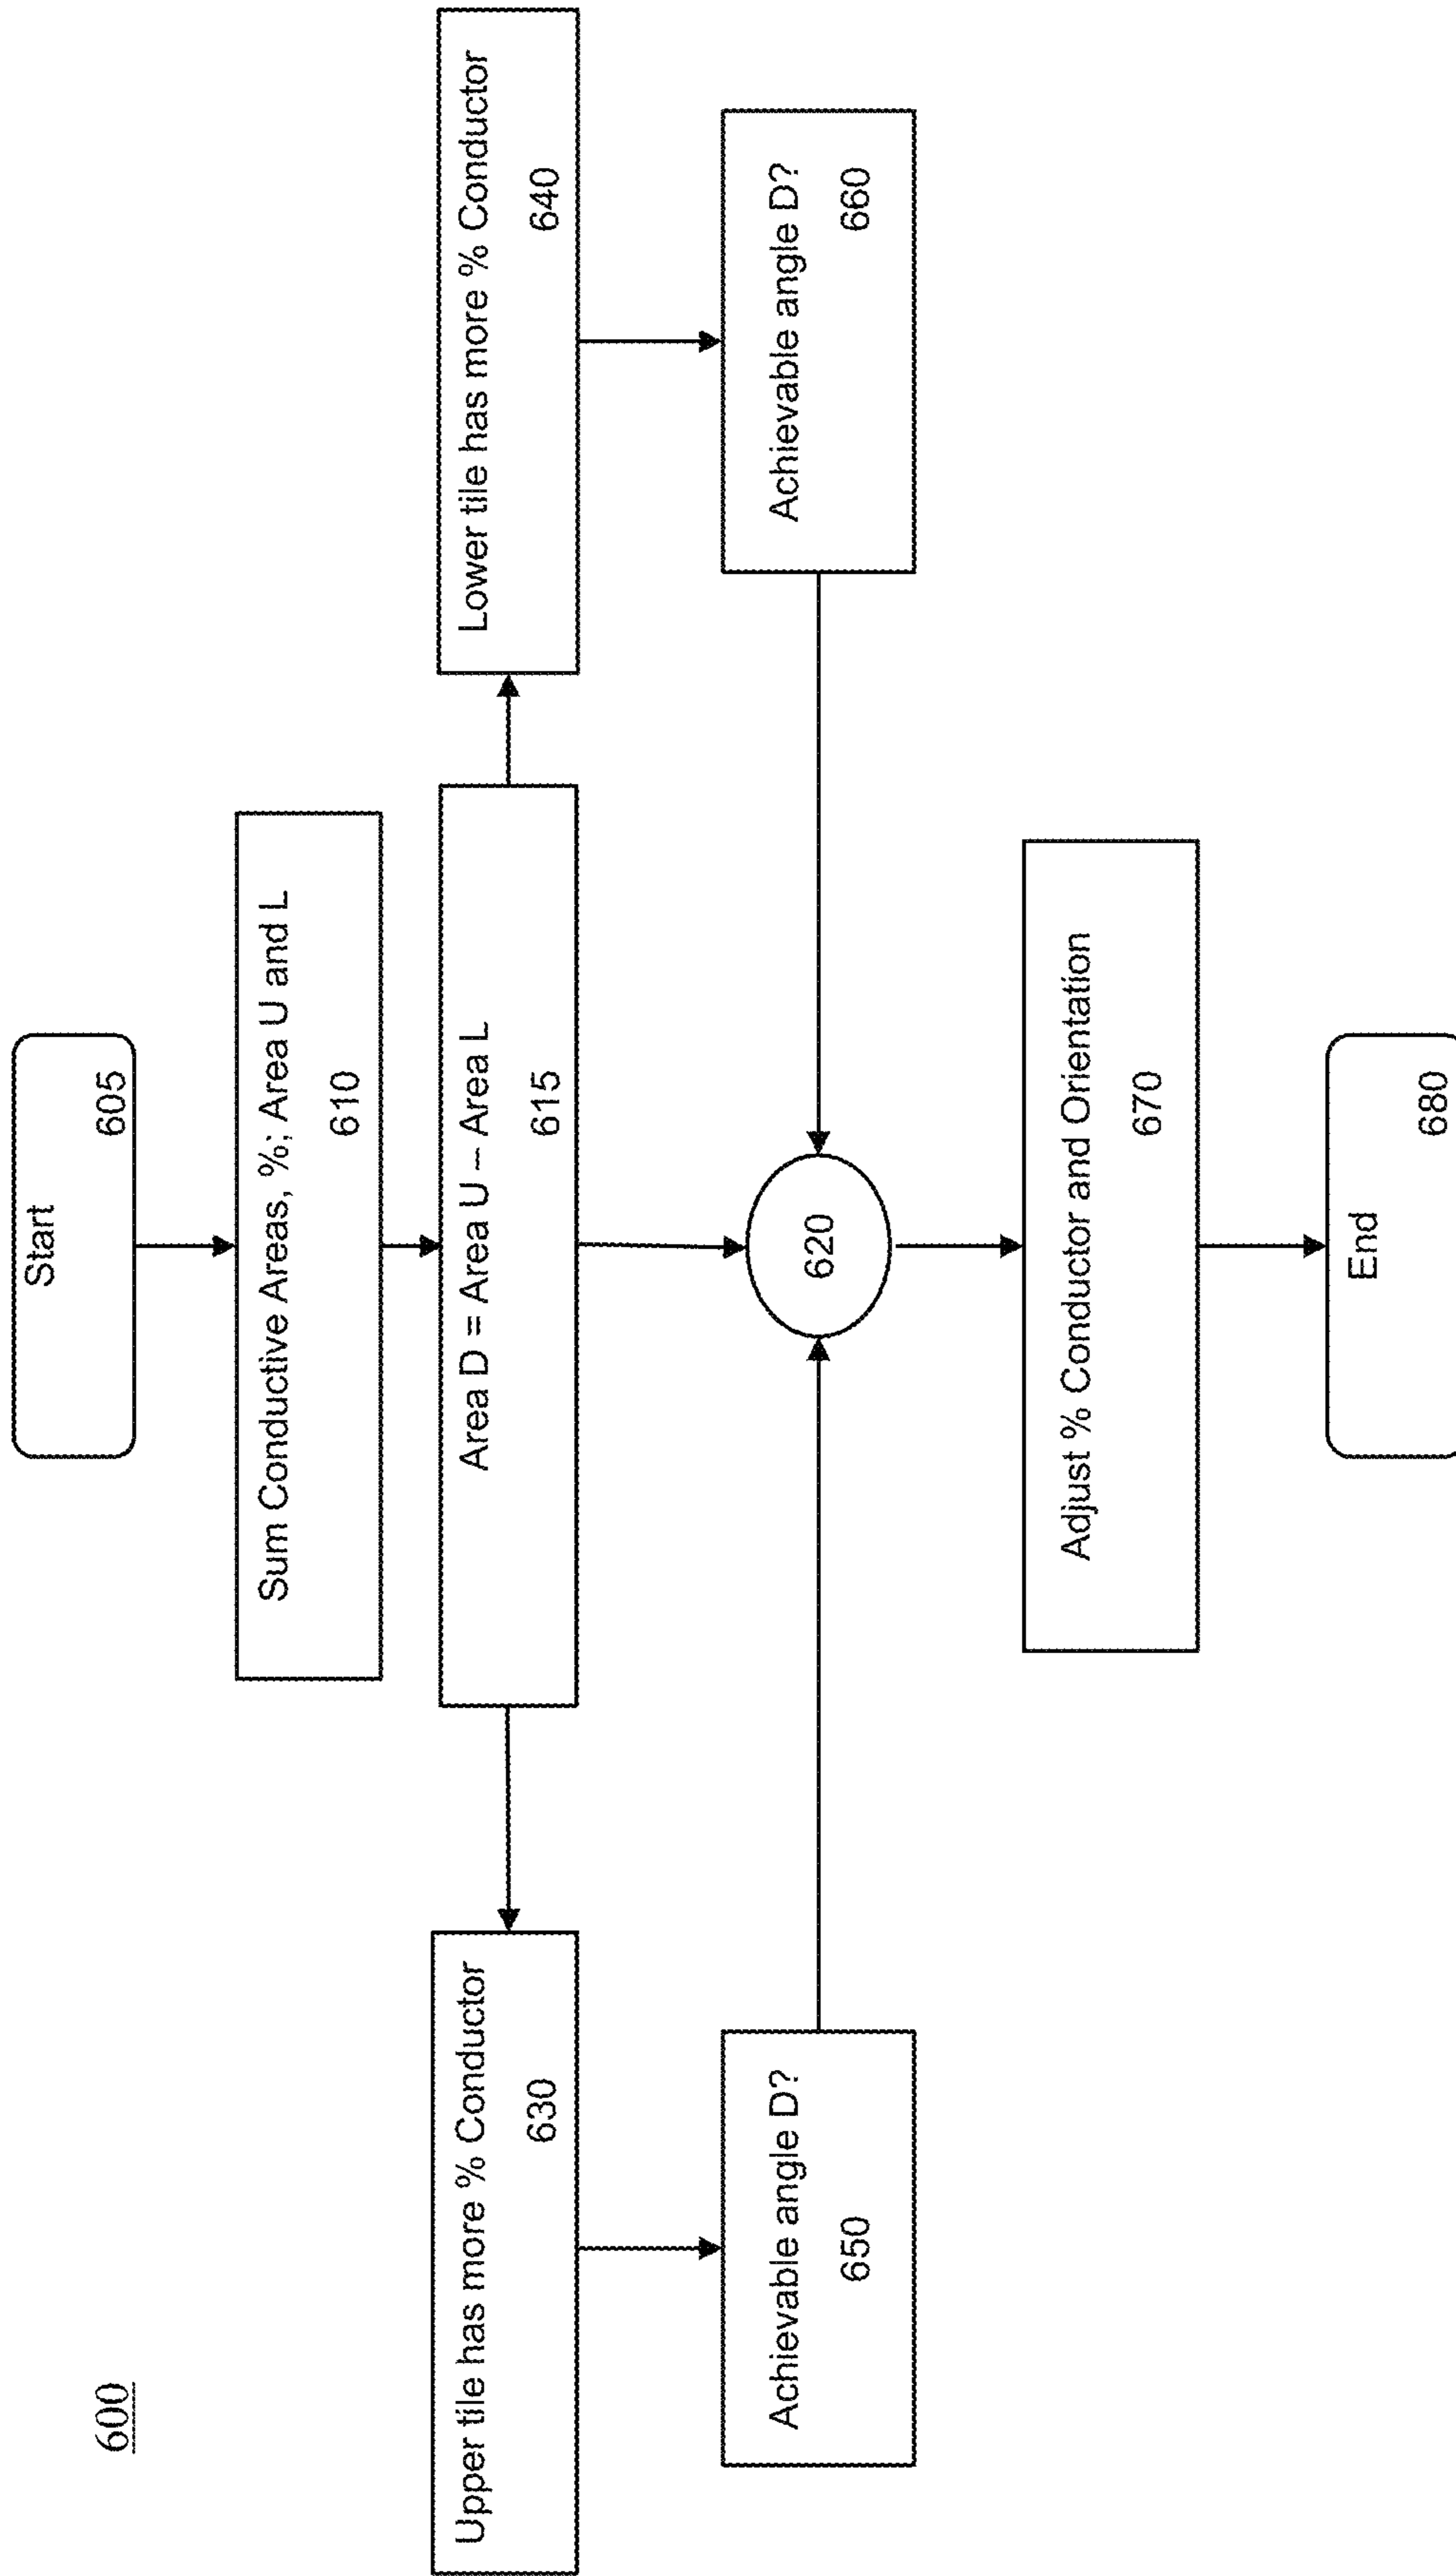 600
Start
605
Sum Conductive Areas, %; Area U and L
610
Area D = Area U – Area L
615
Upper tile has more % Conductor
630
Lower tile has more % Conductor
640
Achievable angle D?
650
620
Achievable angle D?
660
Adjust % Conductor and Orientation
670
End
680